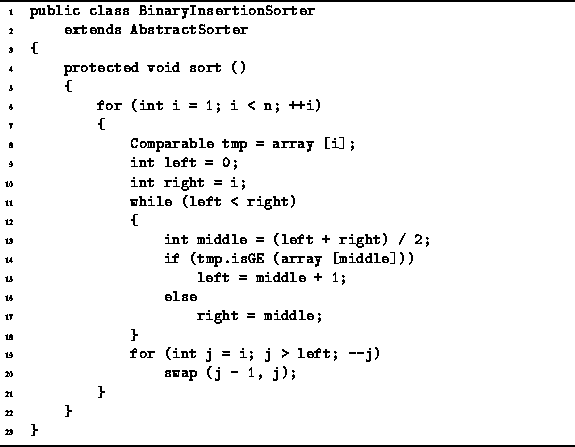 1 public class BinaryInsertionSorter
2 extends AbstractSorter
3 {
4 protected void sort ()
5 {
6 for (int i = 1; i < n; ++i)
7 {
8 Comparable tmp = array [i];
9 int left = 0;
10 int right = i;
11 while (left < right)
12 {
13 int middle = (left + right) / 2;
14 if (tmp.isGE (array [middle]))
15 left = middle + 1;
16 else
17 right = middle;
18 }
19 for (int j = i; j > left; --j)
20 swap (j - 1, j);
21 }
22 }
23 }